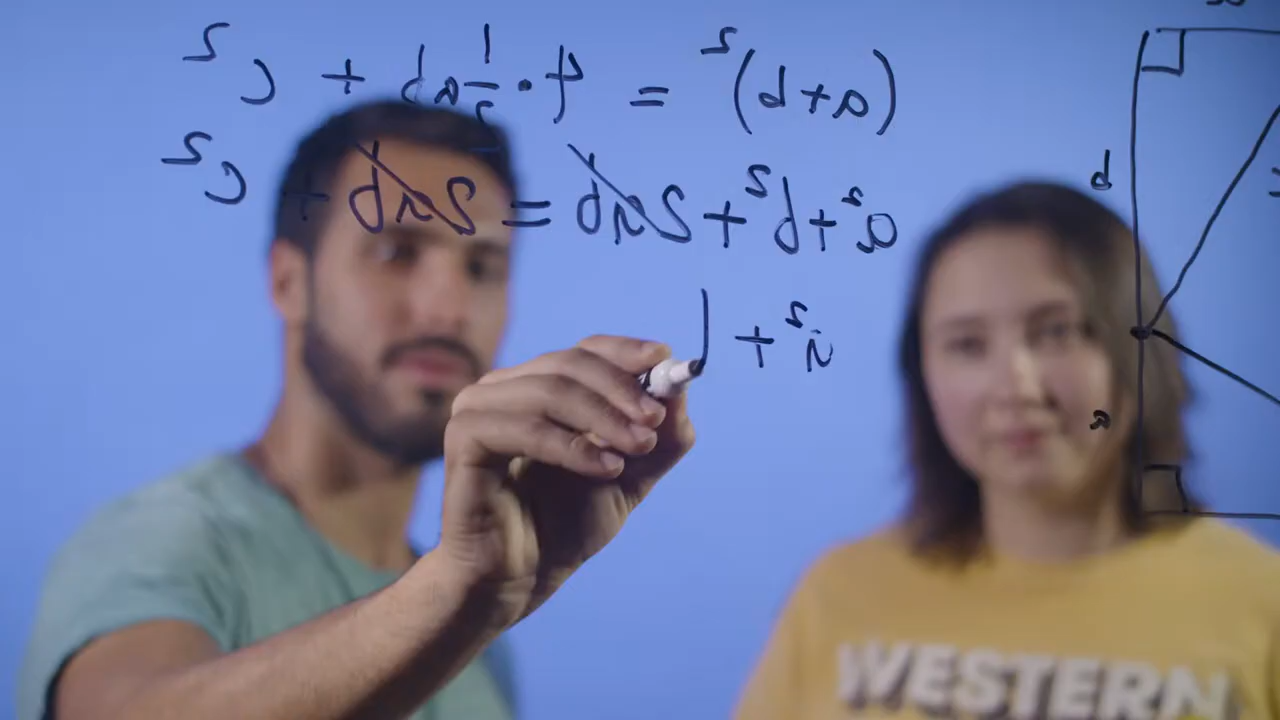 (a+b)² = 4·½ab + c²
a²+b²+2ab = 2ab + c²
a² +
b
a
WESTERN